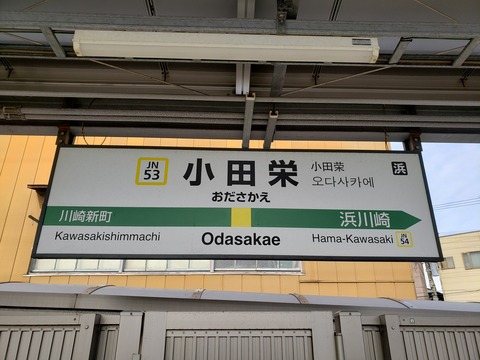 JN
53
小田栄
おださかえ
小田栄
오다사카에
浜
川崎新町
浜川崎
Kawasakishimmachi
Odasakae
Hama-Kawasaki
JN
54